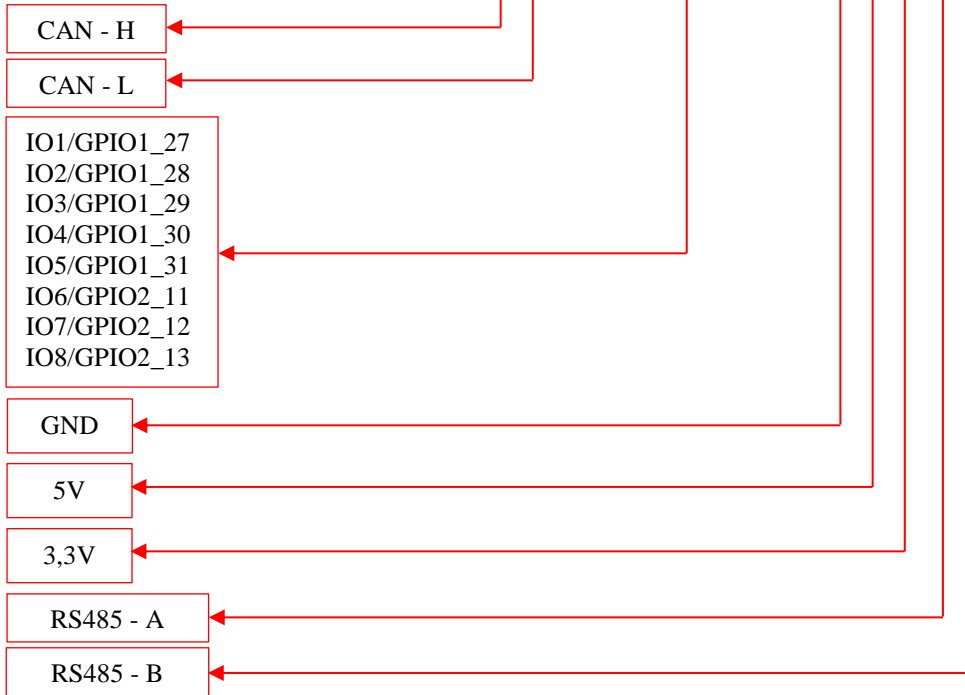 CAN - H
CAN - L
IO1/GPIO1_27
IO2/GPIO1_28
IO3/GPIO1_29
IO4/GPIO1_30
IO5/GPIO1_31
IO6/GPIO2_11
IO7/GPIO2_12
IO8/GPIO2_13
GND
5V
3,3V
RS485 - A
RS485 - B